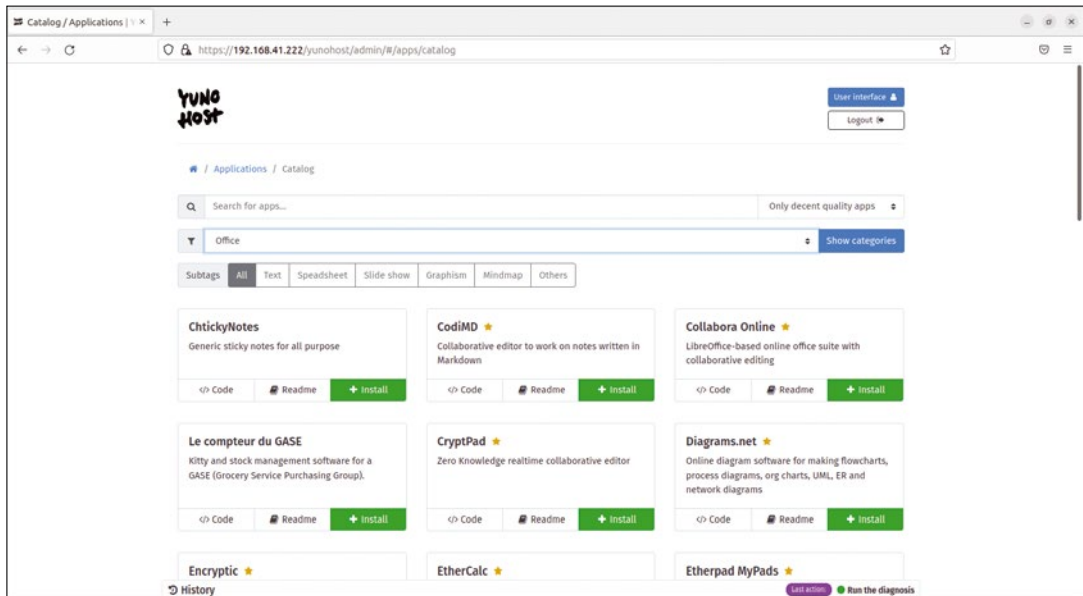 Catalog / Applications | Y
https://192.168.41.222/yunohost/admin/#/apps/catalog
YUNO
HOST
User interface
Logout
/ Applications / Catalog
Search for apps...
Only decent quality apps
Office
Show categories
Subtags All Text Speadsheet Slide show Graphism Mindmap Others
ChtickyNotes
Generic sticky notes for all purpose
</> Code Readme + Install
CodiMD
Collaborative editor to work on notes written in
Markdown
</> Code Readme + Install
Collabora Online
LibreOffice-based online office suite with
collaborative editing
</> Code Readme + Install
Le compteur du GASE
Kitty and stock management software for a
GASE (Grocery Service Purchasing Group).
</> Code Readme + Install
CryptPad
Zero Knowledge realtime collaborative editor
</> Code Readme + Install
Diagrams.net
Online diagram software for making flowcharts,
process diagrams, org charts, UML, ER and
network diagrams
</> Code Readme + Install
Encryptic
EtherCalc
Etherpad MyPads
History
Last action:
Run the diagnosis